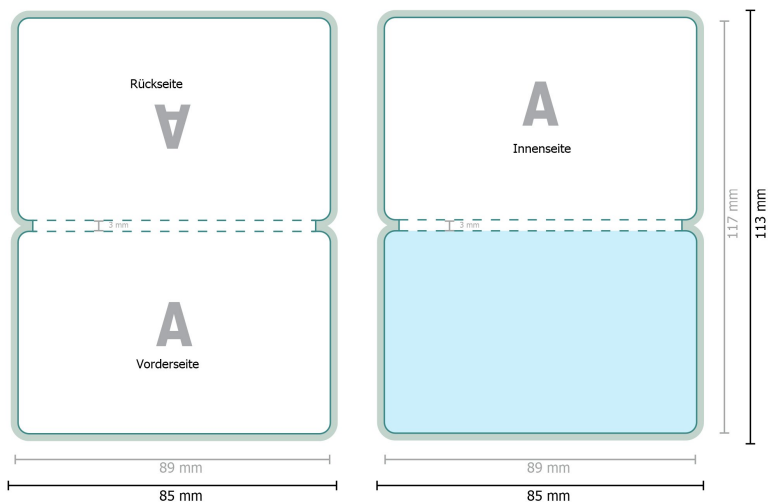 Rückseite
A
3 mm
A
Vorderseite
89 mm
85 mm
A
Innenseite
3 mm
89 mm
85 mm
117 mm
113 mm